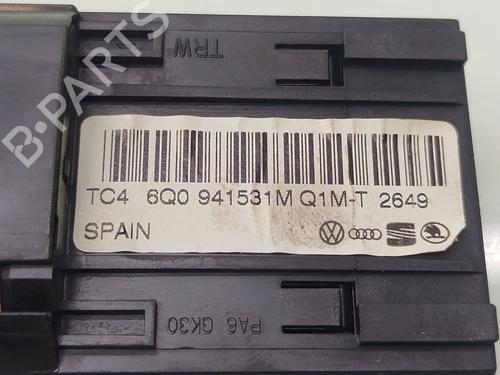 B-PARTS
TRW
TC4 6Q0 941531M Q1M-T 2649
SPAIN
PA6 GK30